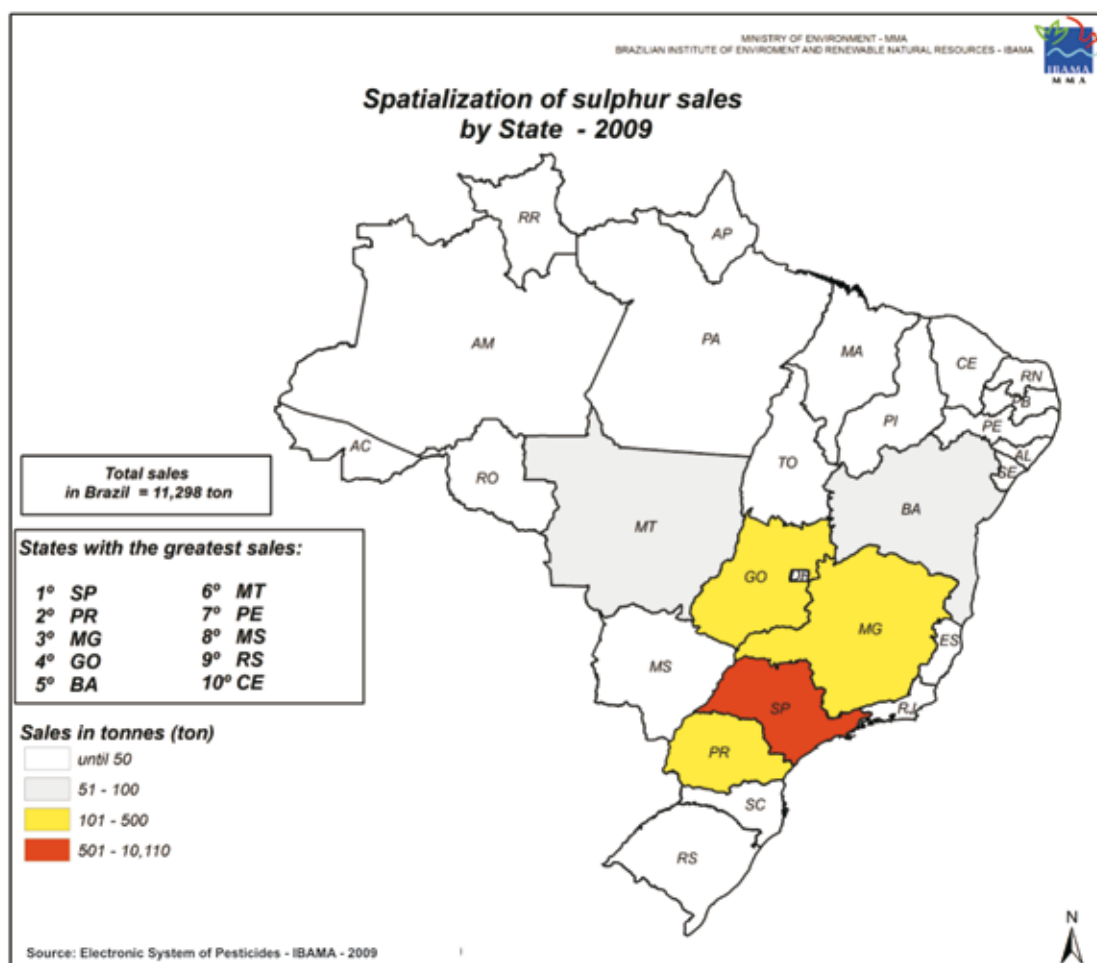 MINISTRY OF ENVIRONMENT - MMA
BRAZILIAN INSTITUTE OF ENVIROMENT AND RENEWABLE NATURAL RESOURCES - IBAMA
IBAMA
M M A
Spatialization of sulphur sales
by State - 2009
RR
AP
AM
PA
MA
CE
RN
PB
PI
PE
AC
AL
TO
SE
RO
BA
MT
GO
DF
MG
ES
MS
SP
RJ
PR
SC
RS
Total sales
in Brazil = 11,298 ton
States with the greatest sales:
1º SP 6º MT
2º PR 7º PE
3º MG 8º MS
4º GO 9º RS
5º BA 10º CE
Sales in tonnes (ton)
until 50
51 - 100
101 - 500
501 - 10,110
N
Source: Electronic System of Pesticides - IBAMA - 2009